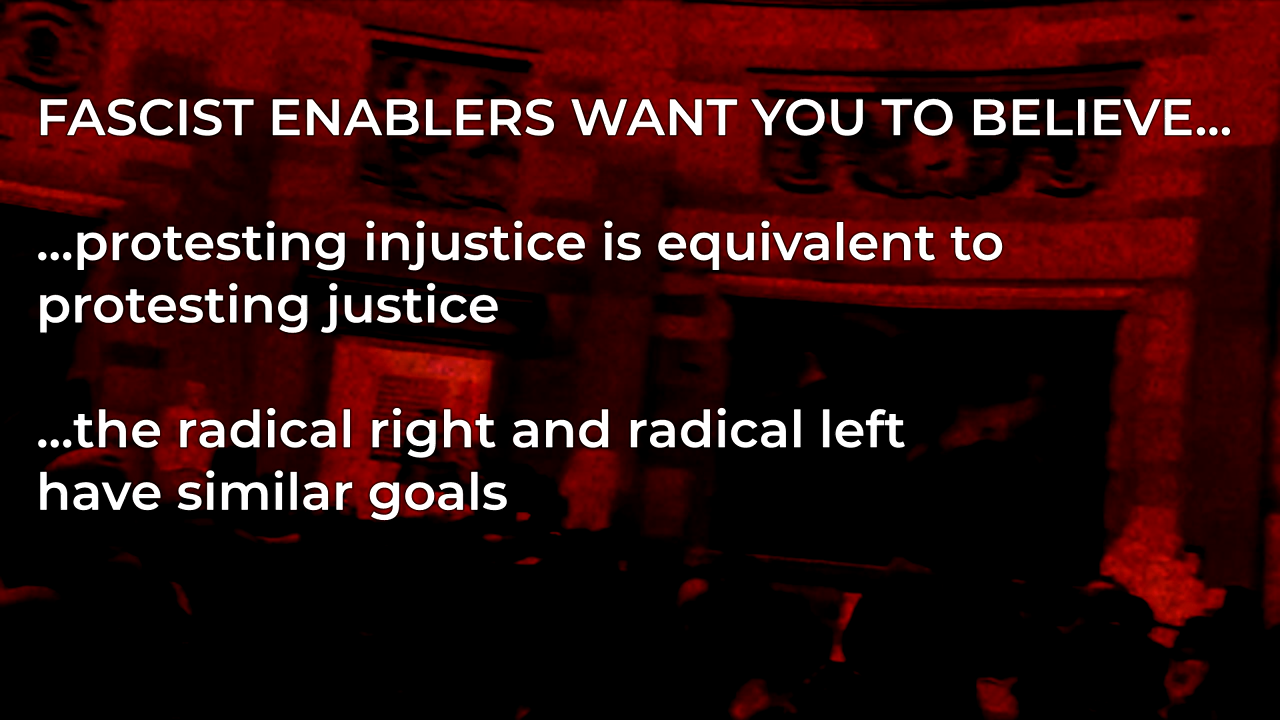 FASCIST ENABLERS WANT YOU TO BELIEVE...
...protesting injustice is equivalent to
protesting justice
...the radical right and radical left
have similar goals